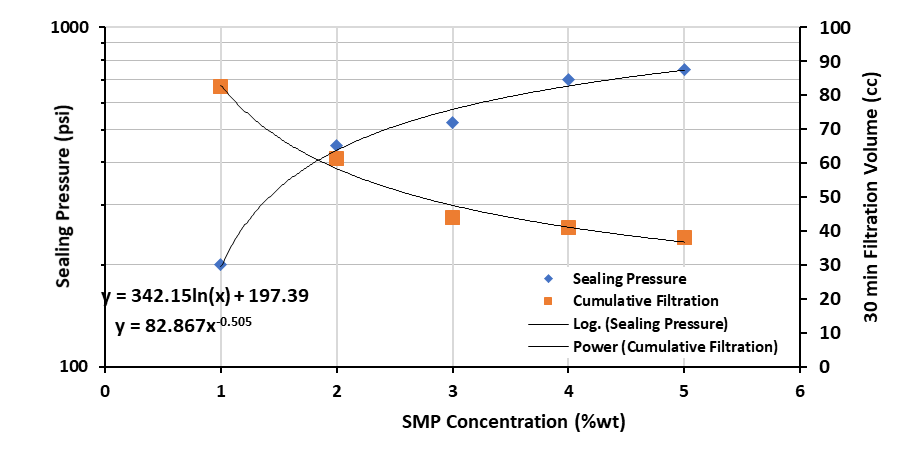 1000
100
Sealing Pressure (psi)
100
90
80
70
60
50
40
30
20
10
0
30 min Filtration Volume (cc)
y = 342.15ln(x) + 197.39
y = 82.867x^-0.505
Sealing Pressure
Cumulative Filtration
Log. (Sealing Pressure)
Power (Cumulative Filtration)
0 1 2 3 4 5 6
SMP Concentration (%wt)